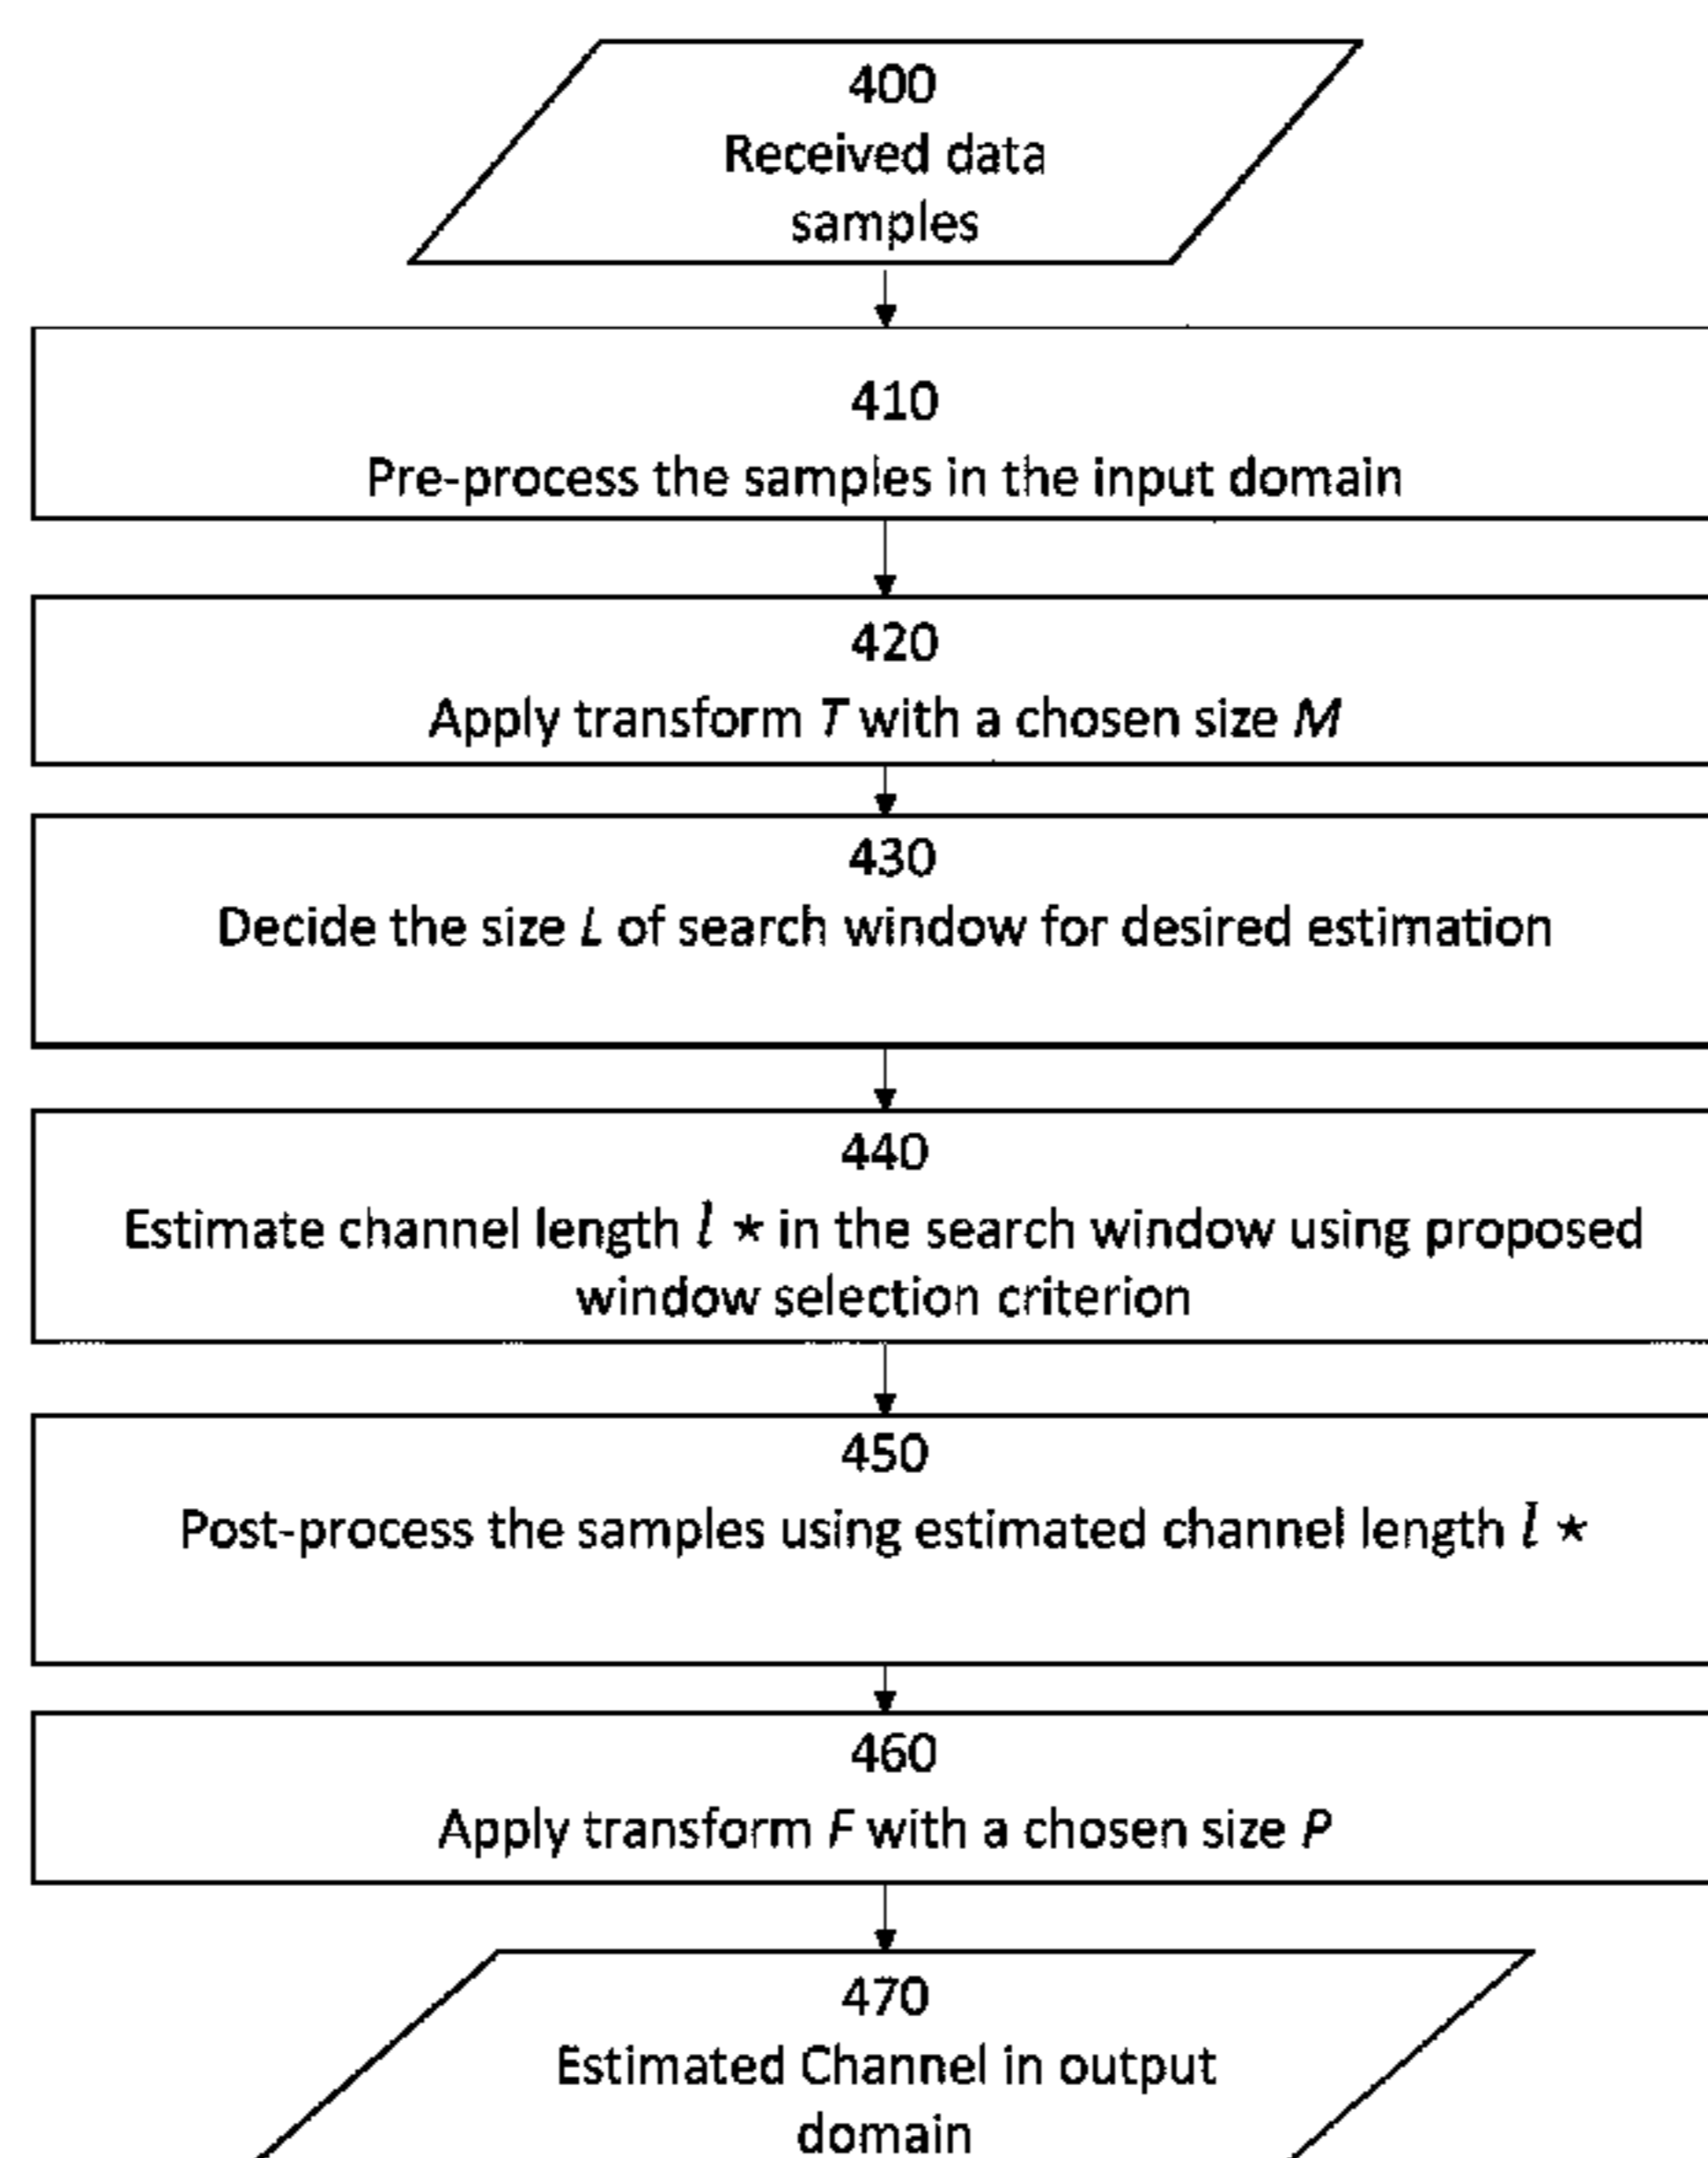 400
Received data
samples
410
Pre-process the samples in the input domain
420
Apply transform T with a chosen size M
430
Decide the size L of search window for desired estimation
440
Estimate channel length l ⋆ in the search window using proposed
window selection criterion
450
Post-process the samples using estimated channel length l ⋆
460
Apply transform F with a chosen size P
470
Estimated Channel in output
domain